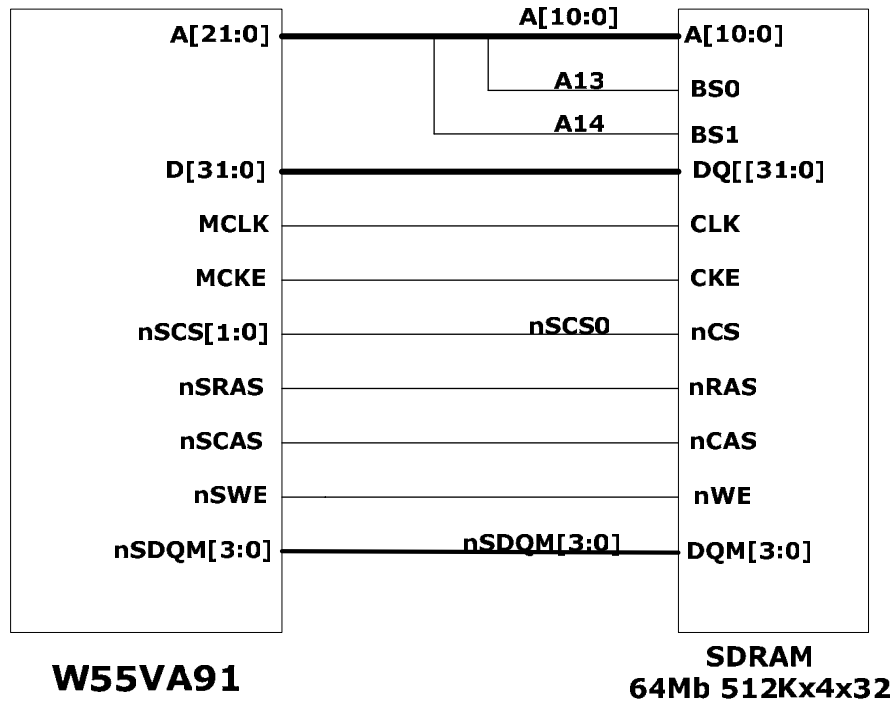 A[21:0] A[10:0] A[10:0]
A13 BS0
A14 BS1
D[31:0] DQ[[31:0]
MCLK CLK
MCKE CKE
nSCS[1:0] nSCS0 nCS
nSRAS nRAS
nSCAS nCAS
nSWE nWE
nSDQM[3:0] nSDQM[3:0] DQM[3:0]
W55VA91
SDRAM
64Mb 512Kx4x32